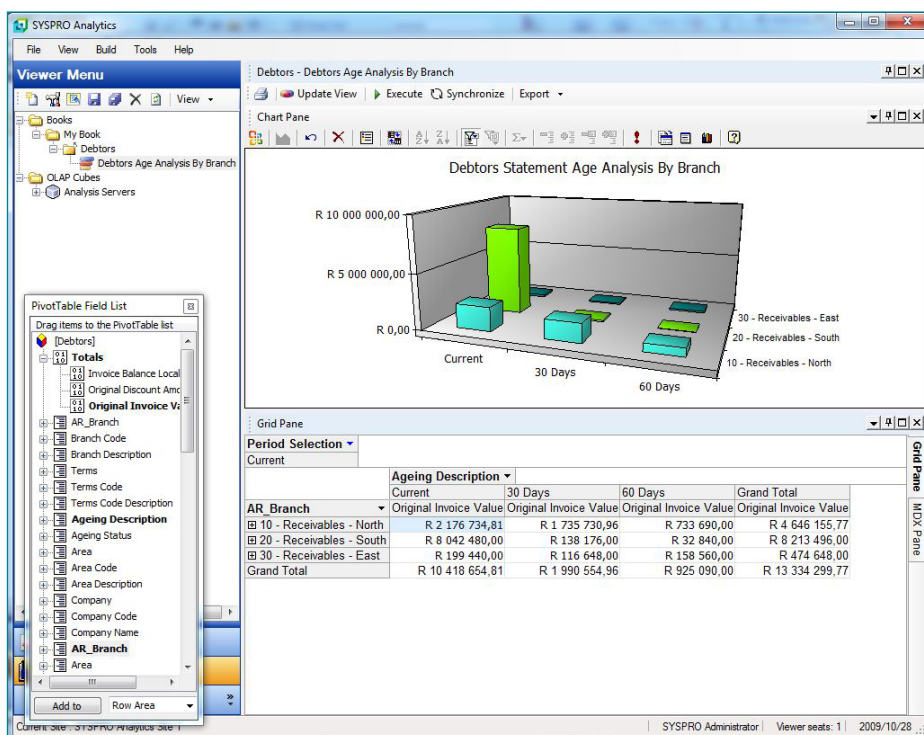 SYSPRO Analytics
File View Build Tools Help
Viewer Menu
View
Books
My Book
Debtors
Debtors Age Analysis By Branch
OLAP Cubes
Analysis Servers
PivotTable Field List
Drag items to the PivotTable list
[Debtors]
Totals
Invoice Balance Local
Original Discount Amo
Original Invoice Va
AR_Branch
Branch Code
Branch Description
Terms
Terms Code
Terms Code Description
Ageing Description
Ageing Status
Area
Area Code
Area Description
Company
Company Code
Company Name
AR_Branch
Area
Add to Row Area
Debtors - Debtors Age Analysis By Branch
Update View Execute Synchronize Export
Chart Pane
Debtors Statement Age Analysis By Branch
R 10 000 000,00
R 5 000 000,00
R 0,00
Current
30 Days
60 Days
30 - Receivables - East
20 - Receivables - South
10 - Receivables - North
Grid Pane
Period Selection
Current
Ageing Description
Current 30 Days 60 Days Grand Total
AR_Branch Original Invoice Value Original Invoice Value Original Invoice Value Original Invoice Value
10 - Receivables - North R 2 176 734,81 R 1 735 730,96 R 733 690,00 R 4 646 155,77
20 - Receivables - South R 8 042 480,00 R 138 176,00 R 32 840,00 R 8 213 496,00
30 - Receivables - East R 199 440,00 R 116 648,00 R 158 560,00 R 474 648,00
Grand Total R 10 418 654,81 R 1 990 554,96 R 925 090,00 R 13 334 299,77
Grid Pane
MDX Pane
Current Site : SYSPRO Analytics Site 1
SYSPRO Administrator Viewer seats: 1 2009/10/28